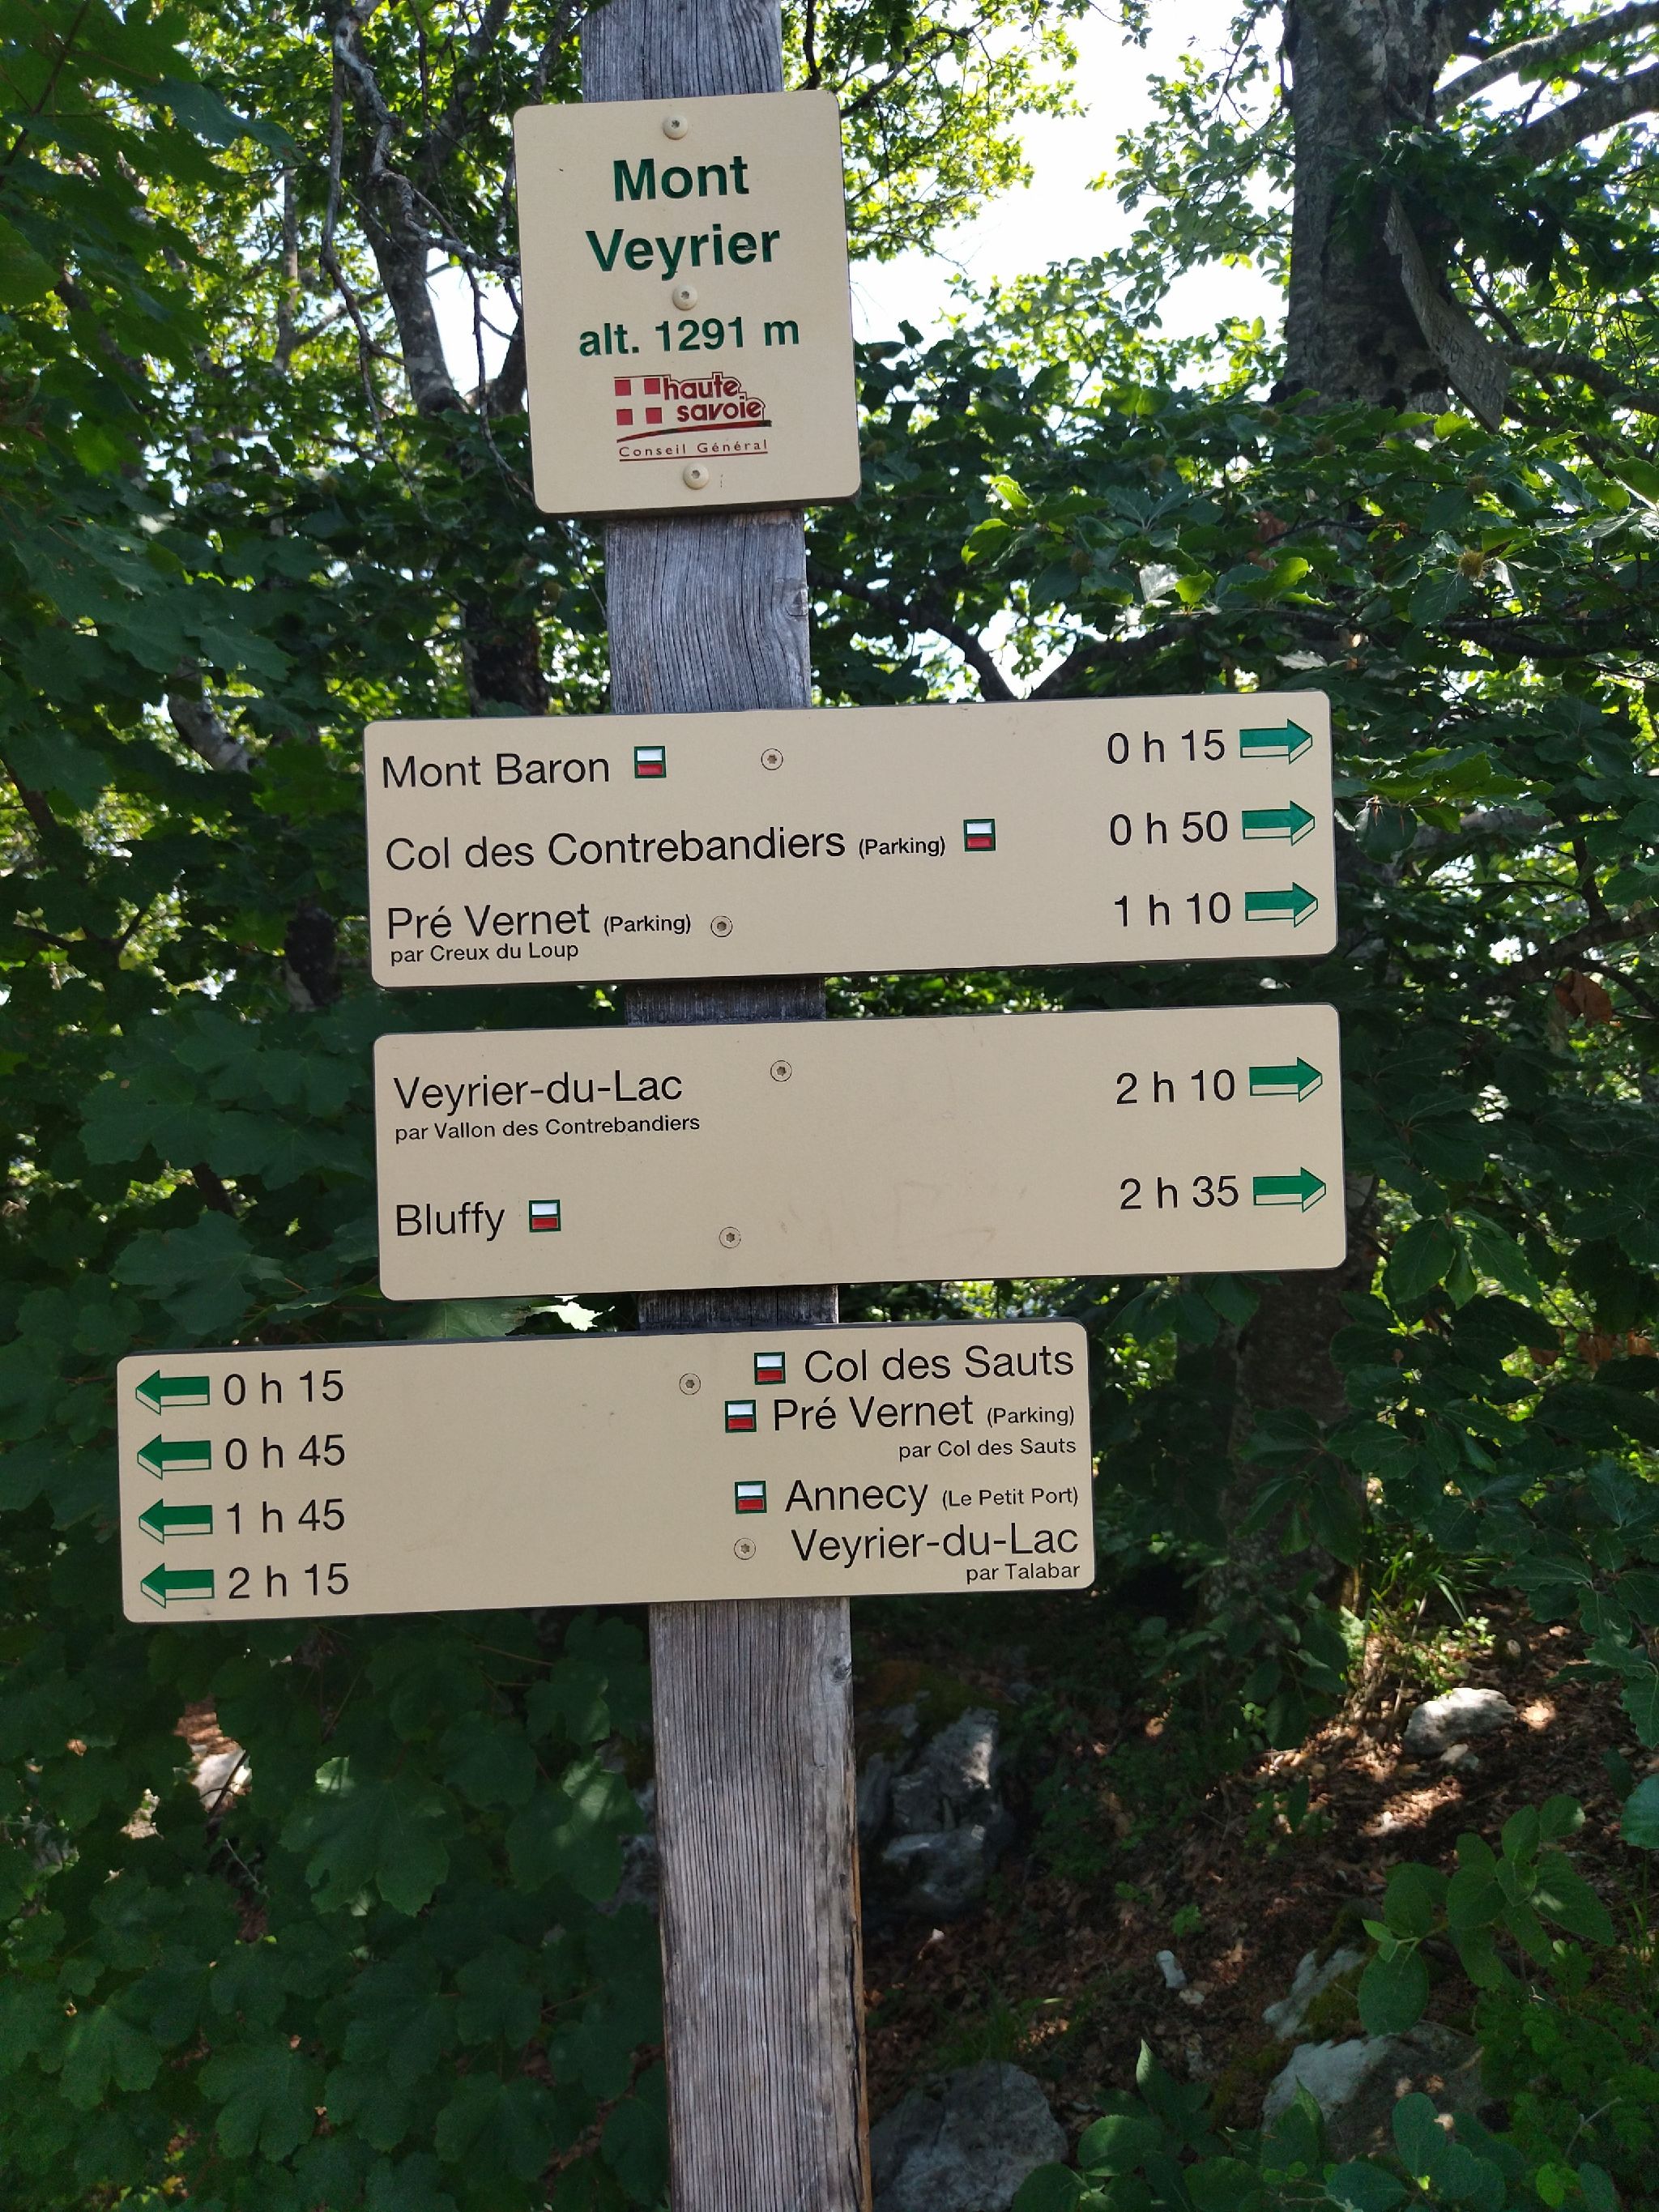 Mont
Veyrier
alt. 1291 m
haute
savoie
Conseil Général
Mont Baron 0 h 15
Col des Contrebandiers (Parking) 0 h 50
Pré Vernet (Parking) 1 h 10
par Creux du Loup
Veyrier-du-Lac 2 h 10
par Vallon des Contrebandiers
Bluffy 2 h 35
0 h 15 Col des Sauts
0 h 45 Pré Vernet (Parking)
par Col des Sauts
1 h 45 Annecy (Le Petit Port)
2 h 15 Veyrier-du-Lac
par Talabar